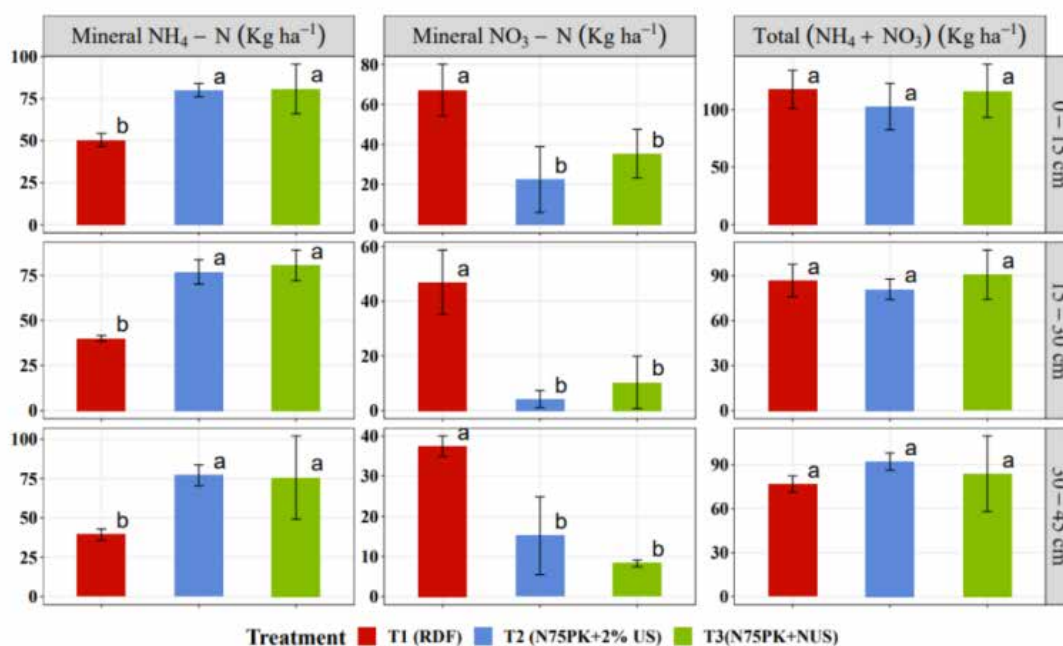 Mineral NH₄ – N (Kg ha⁻¹) Mineral NO₃ – N (Kg ha⁻¹) Total (NH₄ + NO₃) (Kg ha⁻¹)
100 75 50 25 0
b a a
80 60 40 20 0
a b b
100 50 0
a a a
0 – 15 cm
75 50 25 0
b a a
60 40 20 0
a b b
90 60 30 0
a a a
15 – 30 cm
100 75 50 25 0
b a a
40 30 20 10 0
a b b
90 60 30 0
a a a
30 – 45 cm
Treatment T1 (RDF) T2 (N75PK+2% US) T3(N75PK+NUS)